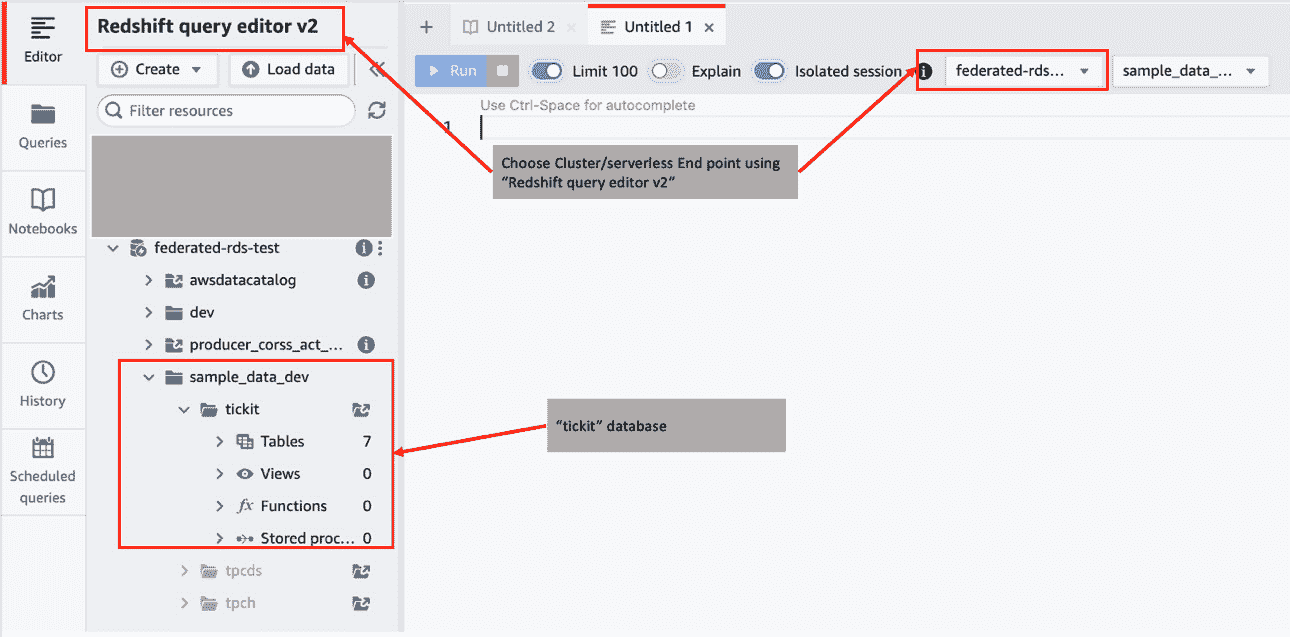 Editor
Queries
Notebooks
Charts
History
Scheduled
queries
Redshift query editor v2
Create
Load data
Filter resources
federated-rds-test
awsdatacatalog
dev
producer_corss_act_...
sample_data_dev
tickit
Tables 7
Views 0
Functions 0
Stored proc... 0
tpcds
tpch
Untitled 2
Untitled 1
Run
Limit 100
Explain
Isolated session
federated-rds...
sample_data_...
Use Ctrl-Space for autocomplete
1
Choose Cluster/serverless End point using
“Redshift query editor v2”
“tickit” database